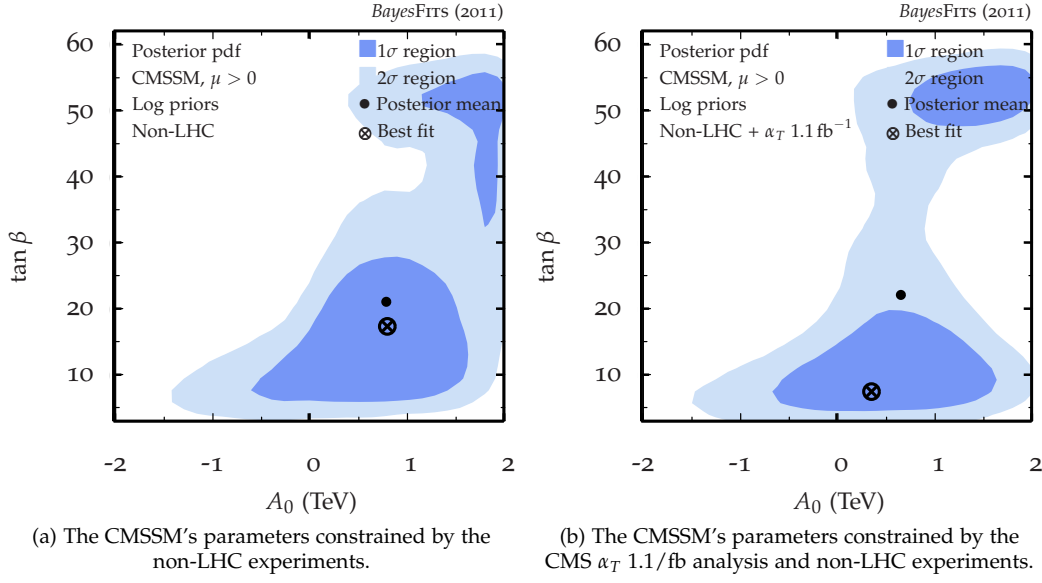 BayesFITS (2011)
Posterior pdf
CMSSM, μ > 0
Log priors
Non-LHC
1σ region
2σ region
Posterior mean
Best fit
60
50
40
30
20
10
tan β
-2 -1 0 1 2
A₀ (TeV)
(a) The CMSSM's parameters constrained by the
non-LHC experiments.
BayesFITS (2011)
Posterior pdf
CMSSM, μ > 0
Log priors
Non-LHC + α_T 1.1 fb⁻¹
1σ region
2σ region
Posterior mean
Best fit
60
50
40
30
20
10
tan β
-2 -1 0 1 2
A₀ (TeV)
(b) The CMSSM's parameters constrained by the
CMS α_T 1.1/fb analysis and non-LHC experiments.